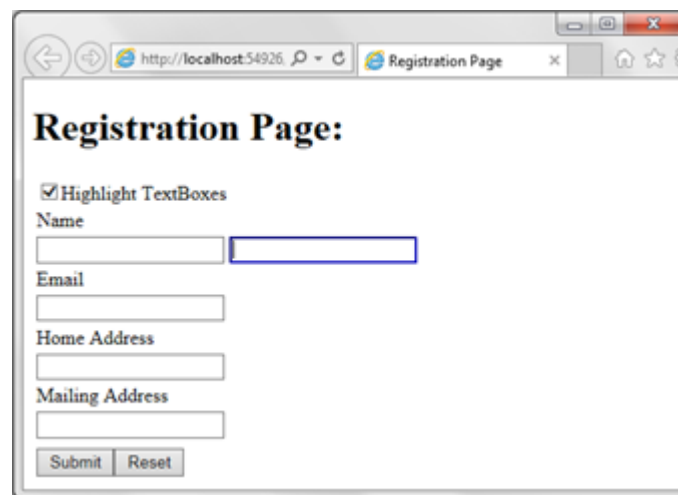 http://localhost:54926
Registration Page
Registration Page:
Highlight TextBoxes
Name
Email
Home Address
Mailing Address
Submit Reset